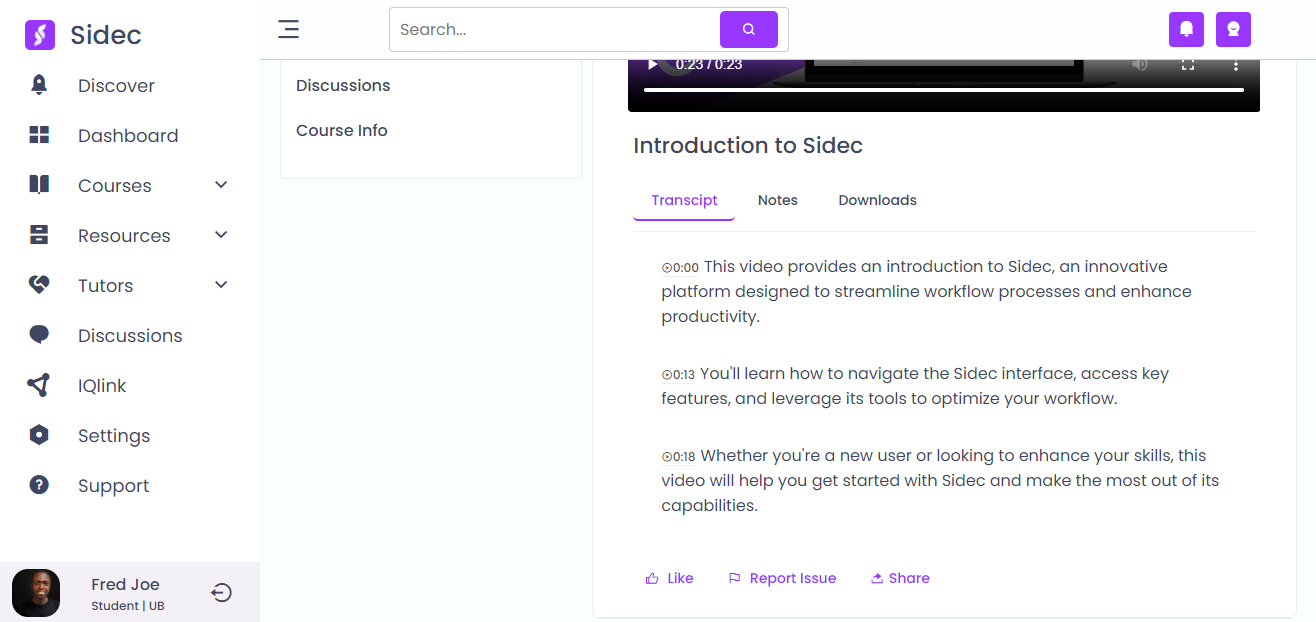 Sidec
Discover
Dashboard
Courses
Resources
Tutors
Discussions
IQlink
Settings
Support
Fred Joe
Student | UB
Search...
Discussions
Course Info
0:23 / 0:23
Introduction to Sidec
Transcipt
Notes
Downloads
0:00 This video provides an introduction to Sidec, an innovative
platform designed to streamline workflow processes and enhance
productivity.
0:13 You'll learn how to navigate the Sidec interface, access key
features, and leverage its tools to optimize your workflow.
0:18 Whether you're a new user or looking to enhance your skills, this
video will help you get started with Sidec and make the most out of its
capabilities.
Like
Report Issue
Share